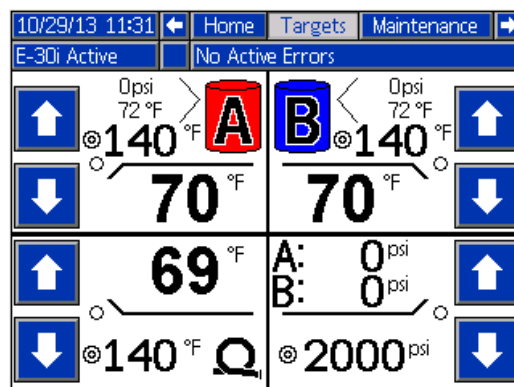 10/29/13 11:31 Home Targets Maintenance
E-30i Active No Active Errors
0psi 0psi
72 °F 72 °F
140 °F A B 140 °F
70 °F 70 °F
69 °F A: 0psi
B: 0psi
140 °F 2000psi